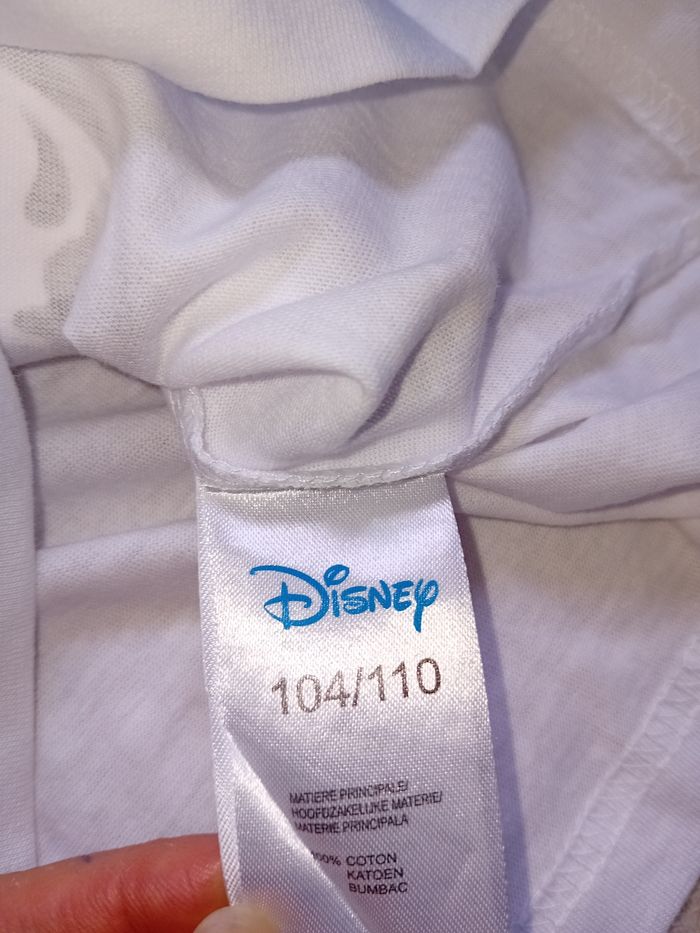 Disney
104/110
MATIERE PRINCIPALE/
HOOFDZAKELIJKE MATERIE/
MATERIE PRINCIPALA
100% COTON
KATOEN
BUMBAC